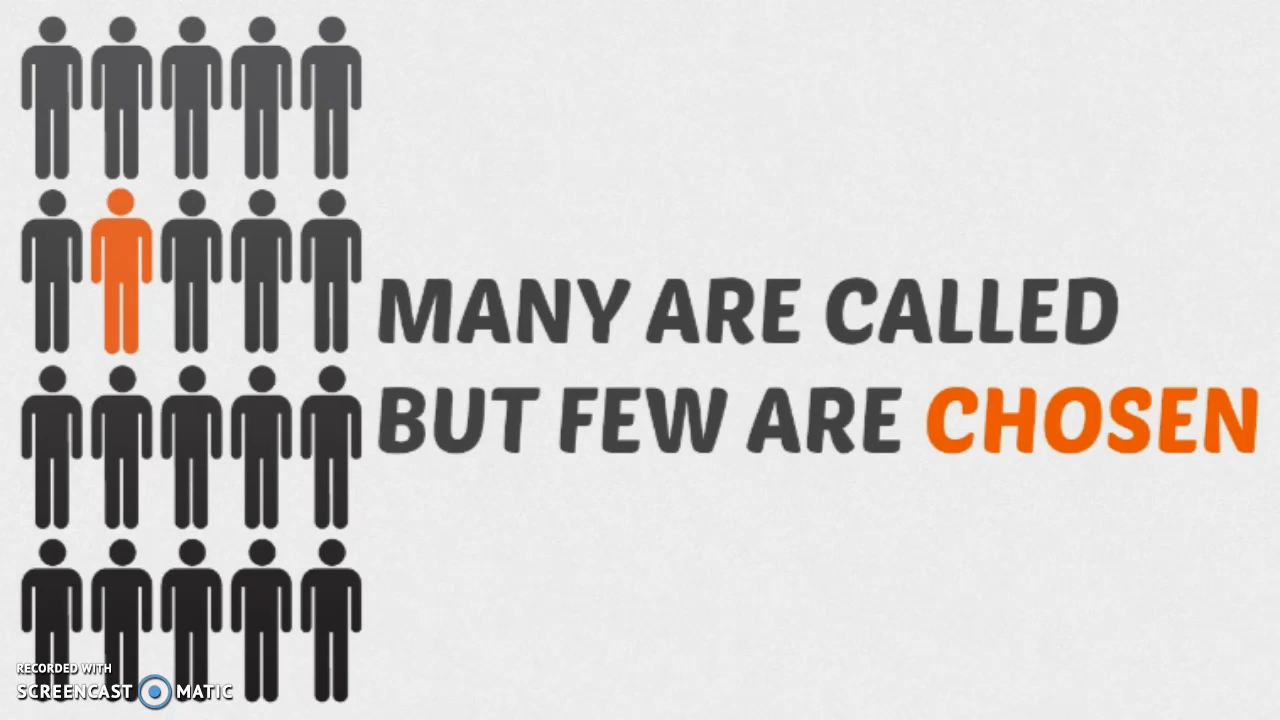 MANY ARE CALLED
BUT FEW ARE CHOSEN
RECORDED WITH
SCREENCAST MATIC